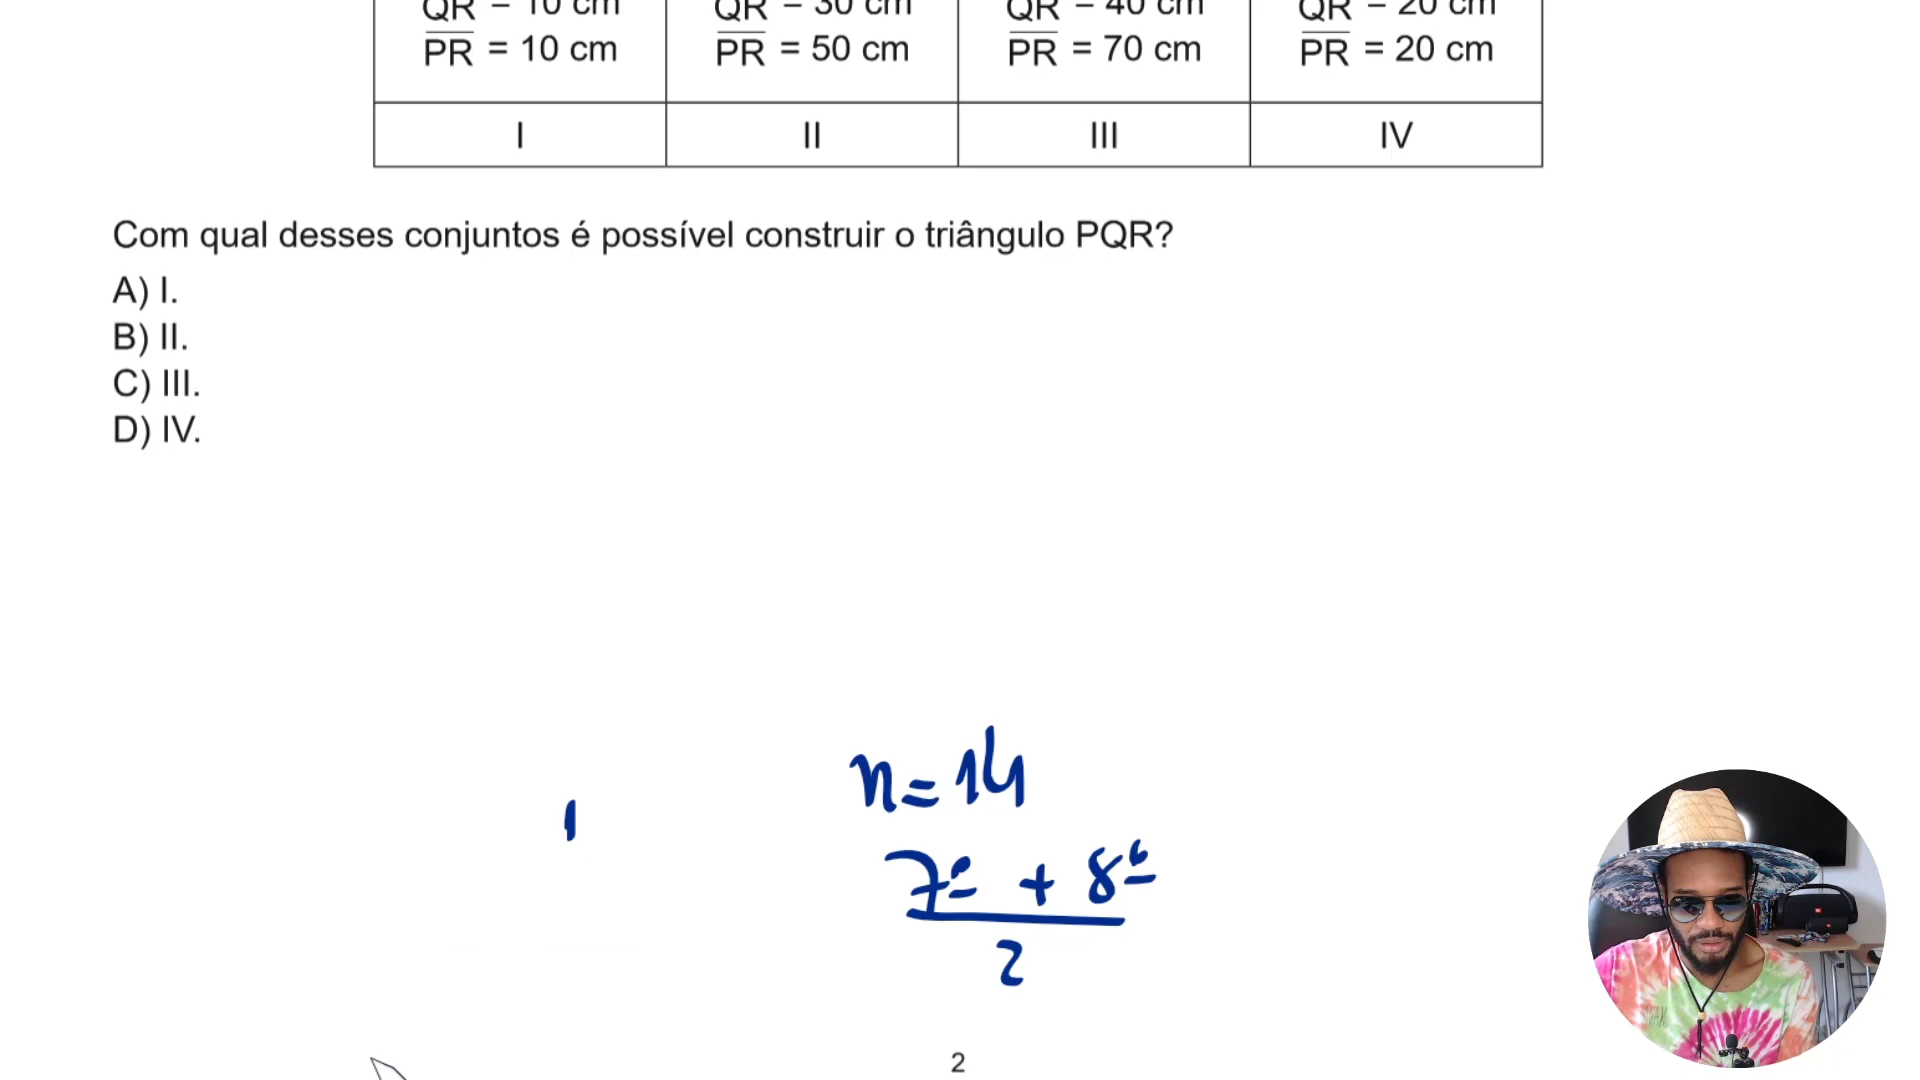 QR = 10 cm QR = 30 cm QR = 40 cm QR = 20 cm
PR = 10 cm PR = 50 cm PR = 70 cm PR = 20 cm
I II III IV
Com qual desses conjuntos é possível construir o triângulo PQR?
A) I.
B) II.
C) III.
D) IV.
n = 14
7º + 8º
2
2